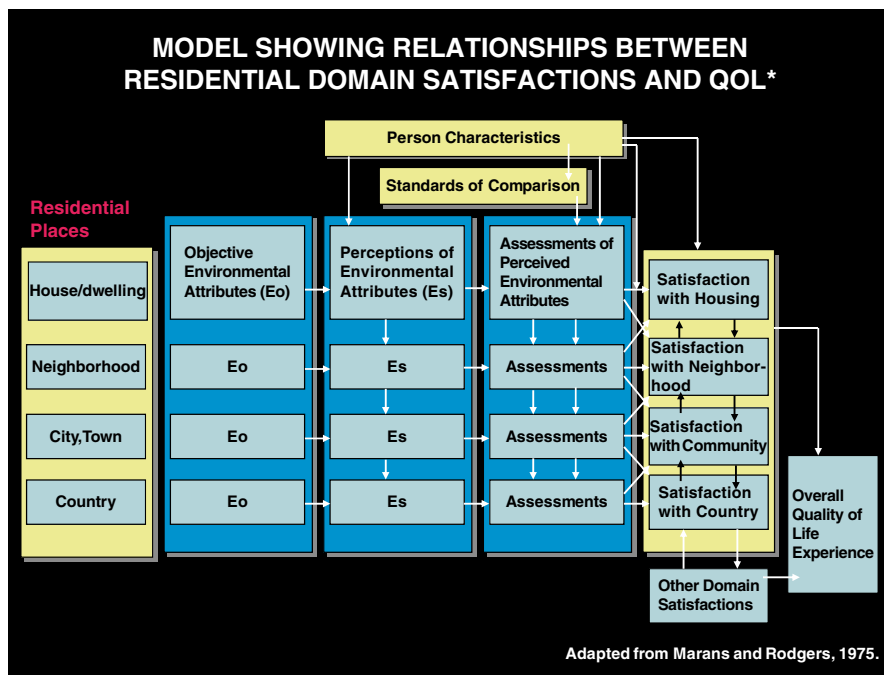 MODEL SHOWING RELATIONSHIPS BETWEEN
RESIDENTIAL DOMAIN SATISFACTIONS AND QOL*
Person Characteristics
Standards of Comparison
Residential
Places
House/dwelling
Neighborhood
City,Town
Country
Objective
Environmental
Attributes (Eo)
Eo
Eo
Eo
Perceptions of
Environmental
Attributes (Es)
Es
Es
Es
Assessments of
Perceived
Environmental
Attributes
Assessments
Assessments
Assessments
Satisfaction
with Housing
Satisfaction
with Neighbor-
hood
Satisfaction
with Community
Satisfaction
with Country
Other Domain
Satisfactions
Overall
Quality of
Life
Experience
Adapted from Marans and Rodgers, 1975.